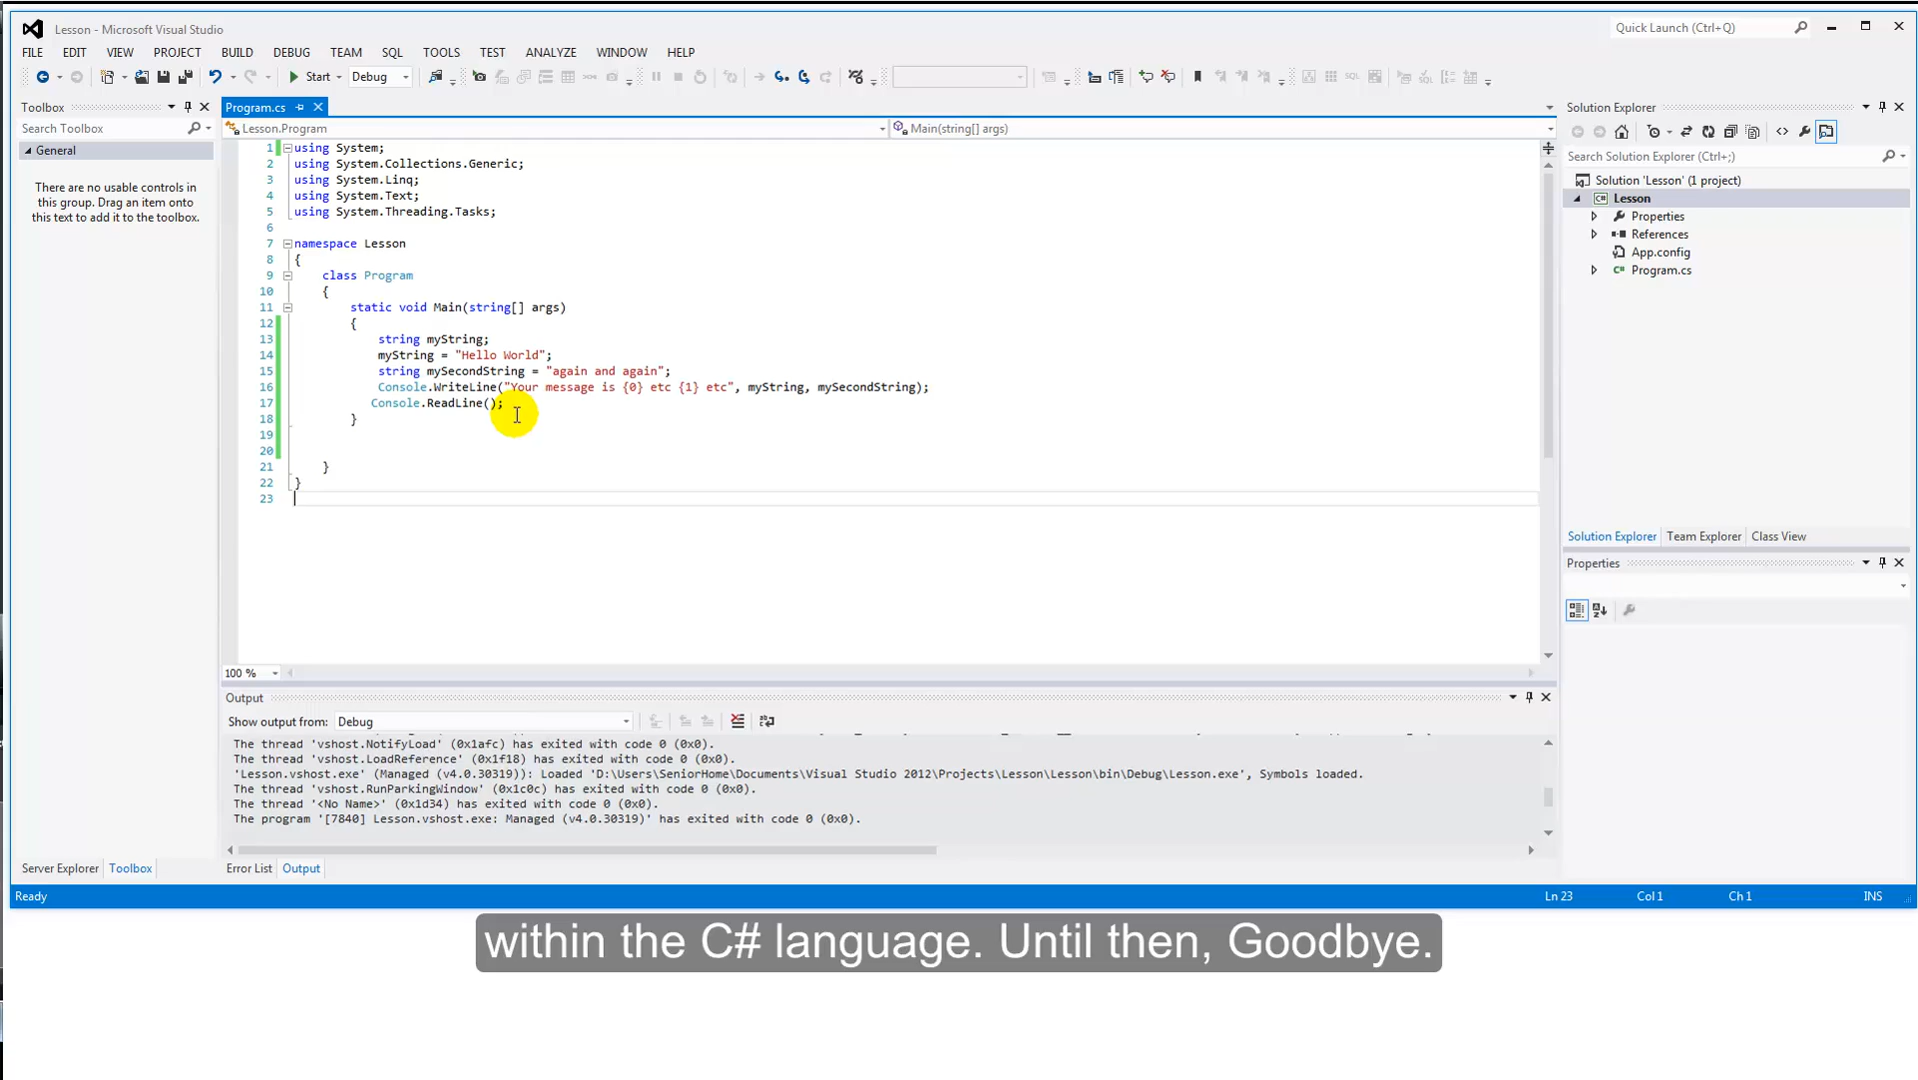 Lesson - Microsoft Visual Studio
Quick Launch (Ctrl+Q)
FILE EDIT VIEW PROJECT BUILD DEBUG TEAM SQL TOOLS TEST ANALYZE WINDOW HELP
Start Debug
Toolbox
Search Toolbox
General
There are no usable controls in
this group. Drag an item onto
this text to add it to the toolbox.
Program.cs
Lesson.Program
Main(string[] args)
1 using System;
2 using System.Collections.Generic;
3 using System.Linq;
4 using System.Text;
5 using System.Threading.Tasks;
6
7 namespace Lesson
8 {
9 class Program
10 {
11 static void Main(string[] args)
12 {
13 string myString;
14 myString = "Hello World";
15 string mySecondString = "again and again";
16 Console.WriteLine("Your message is {0} etc {1} etc", myString, mySecondString);
17 Console.ReadLine();
18 }
19
20
21 }
22 }
23
100 %
Solution Explorer
Search Solution Explorer (Ctrl+;)
Solution 'Lesson' (1 project)
Lesson
Properties
References
App.config
Program.cs
Solution Explorer Team Explorer Class View
Properties
Output
Show output from: Debug
The thread 'vshost.NotifyLoad' (0x1afc) has exited with code 0 (0x0).
The thread 'vshost.LoadReference' (0x1f18) has exited with code 0 (0x0).
'Lesson.vshost.exe' (Managed (v4.0.30319)): Loaded 'D:\Users\SeniorHome\Documents\Visual Studio 2012\Projects\Lesson\Lesson\bin\Debug\Lesson.exe', Symbols loaded.
The thread 'vshost.RunParkingWindow' (0x1c0c) has exited with code 0 (0x0).
The thread '<No Name>' (0x1d34) has exited with code 0 (0x0).
The program '[7840] Lesson.vshost.exe: Managed (v4.0.30319)' has exited with code 0 (0x0).
Server Explorer Toolbox
Error List Output
Ready
Ln 23 Col 1 Ch 1 INS
within the C# language. Until then, Goodbye.